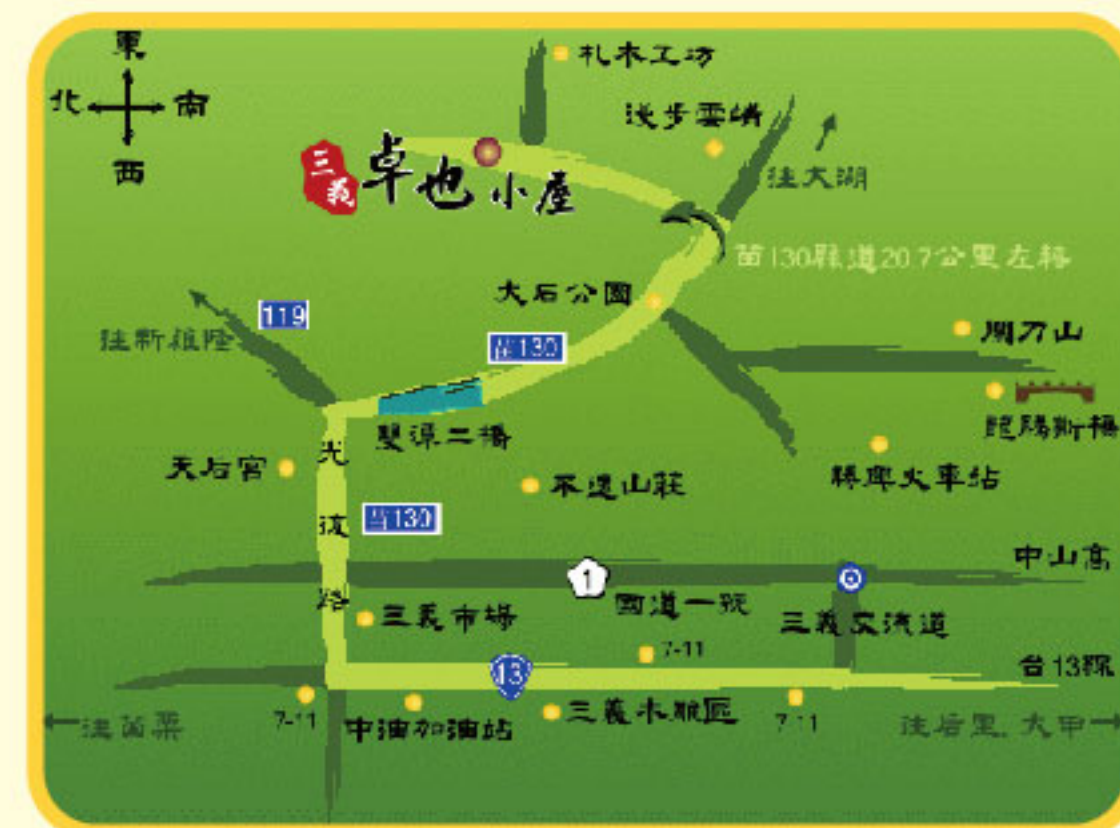 東
北 南
西
札木工坊
漫步雲端
往大湖
三義
卓也小屋
苗130縣道20.7公里左轉
大石公園
119
往新雞隆
苗130
關刀山
龍騰斷橋
雙潭二橋
勝興火車站
天后宮
光復路
不遠山莊
苗130
中山高
1
國道一號
三義交流道
三義市場
7-11
台13線
13
7-11
中油加油站
三義木雕區
7-11
往苗栗
往后里.大甲